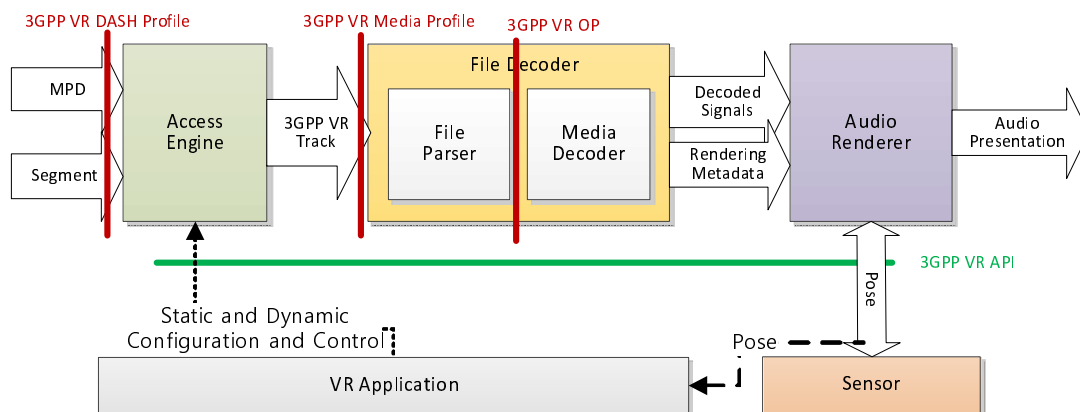 3GPP VR DASH Profile
3GPP VR Media Profile
3GPP VR OP
MPD
Segment
Access
Engine
3GPP VR
Track
File Decoder
File
Parser
Media
Decoder
Decoded
Signals
Rendering
Metadata
Audio
Renderer
Audio
Presentation
3GPP VR API
Pose
Static and Dynamic
Configuration and Control
Pose
VR Application
Sensor